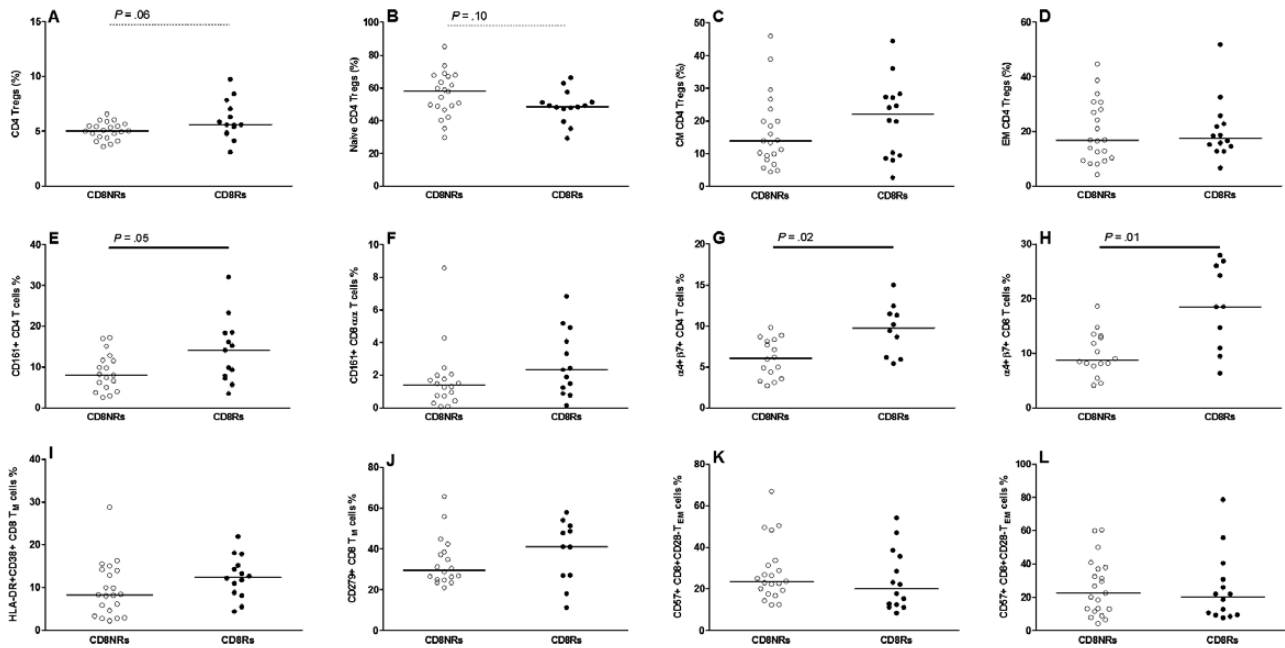 A
P = .06
CD4 Tregs (%)
15
10
5
0
CD8NRs
CD8Rs
B
P = .10
Naive CD4 Tregs (%)
100
80
60
40
20
0
CD8NRs
CD8Rs
C
CM CD4 Tregs (%)
50
40
30
20
10
0
CD8NRs
CD8Rs
D
EM CD4 Tregs (%)
60
40
20
0
CD8NRs
CD8Rs
E
P = .05
CD161+ CD4 T cells %
40
30
20
10
0
CD8NRs
CD8Rs
F
CD161+ CD8αα T cells %
10
8
6
4
2
0
CD8NRs
CD8Rs
G
P = .02
α4+ β7+ CD4 T cells %
20
15
10
5
0
CD8NRs
CD8Rs
H
P = .01
α4+ β7+ CD8 T cells %
30
20
10
0
CD8NRs
CD8Rs
I
HLA-DR+CD38+ CD8 TM cells %
40
30
20
10
0
CD8NRs
CD8Rs
J
CD279+ CD8 TM cells %
80
60
40
20
0
CD8NRs
CD8Rs
K
CD57+ CD8+CD28-TEM cells %
80
60
40
20
0
CD8NRs
CD8Rs
L
CD57+ CD8+CD28-TEM cells %
100
80
60
40
20
0
CD8NRs
CD8Rs